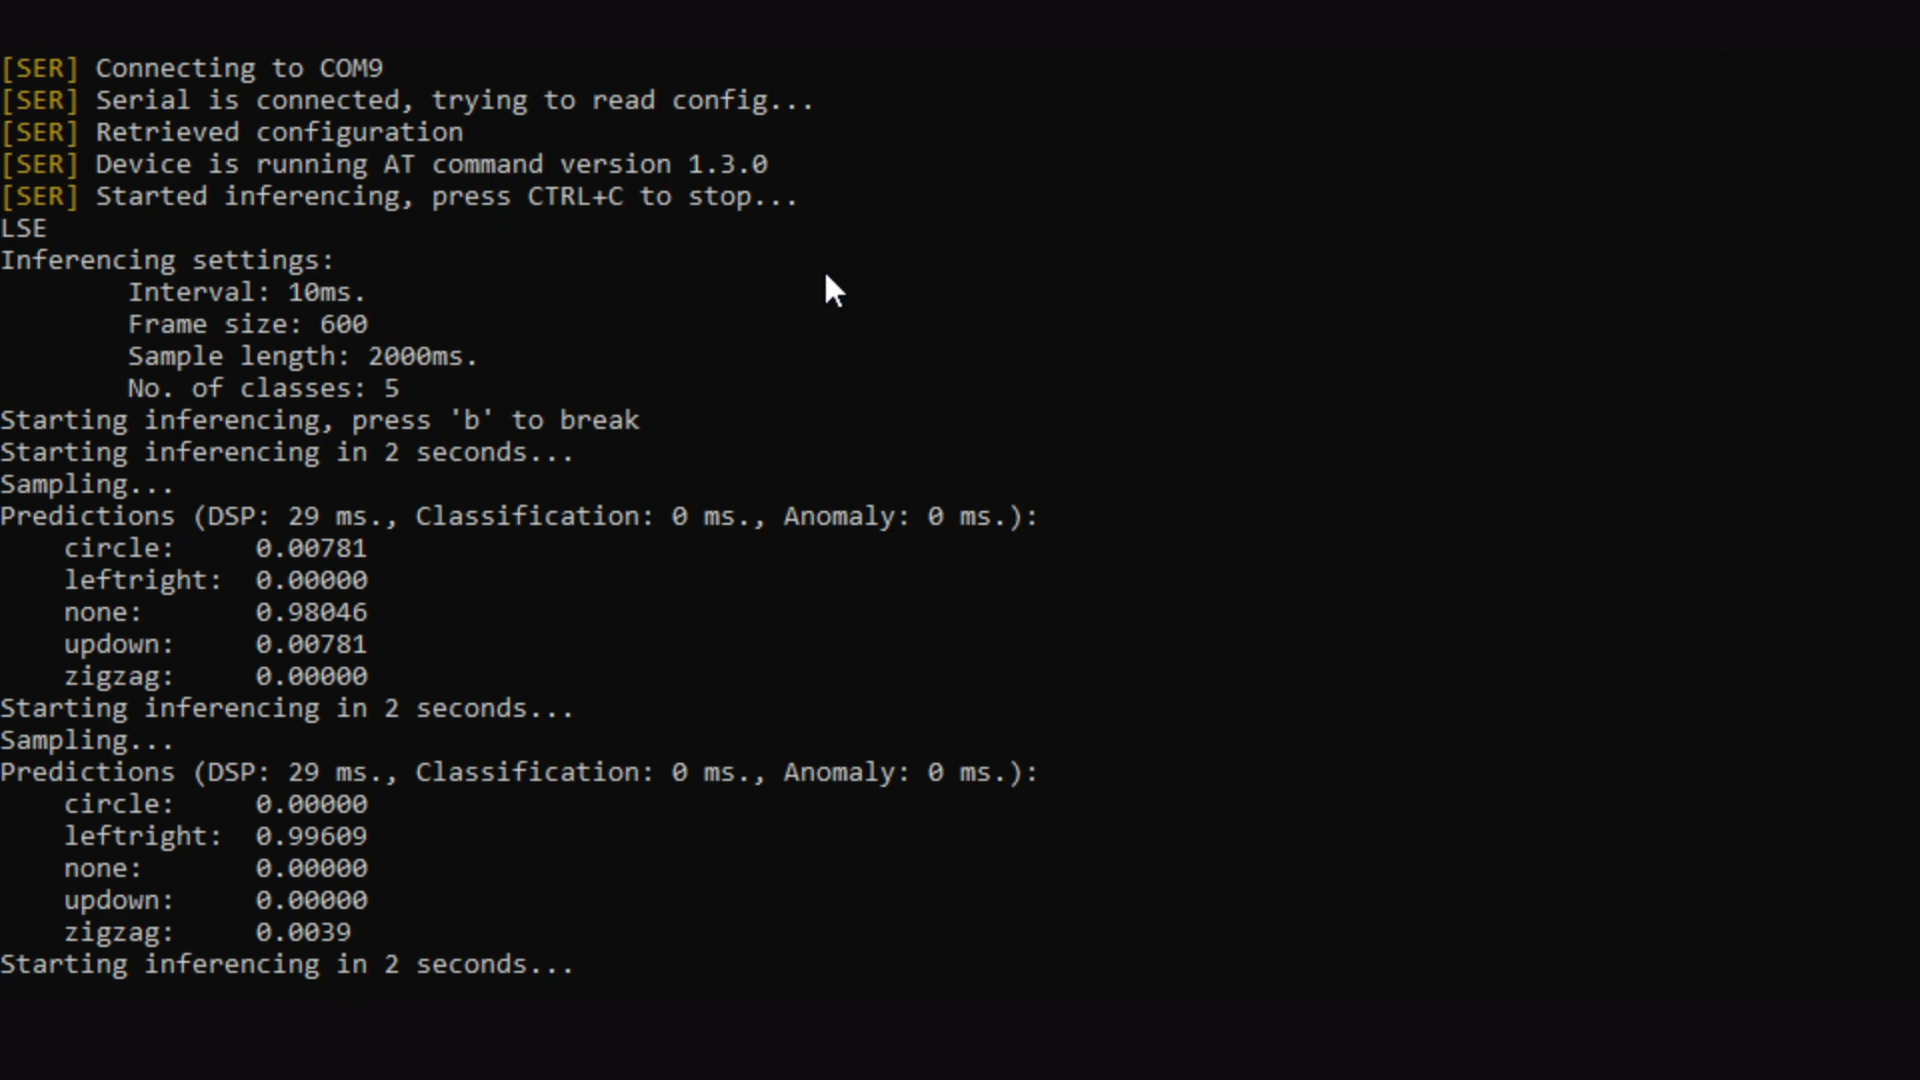 [SER] Connecting to COM9
[SER] Serial is connected, trying to read config...
[SER] Retrieved configuration
[SER] Device is running AT command version 1.3.0
[SER] Started inferencing, press CTRL+C to stop...
LSE
Inferencing settings:
        Interval: 10ms.
        Frame size: 600
        Sample length: 2000ms.
        No. of classes: 5
Starting inferencing, press 'b' to break
Starting inferencing in 2 seconds...
Sampling...
Predictions (DSP: 29 ms., Classification: 0 ms., Anomaly: 0 ms.):
    circle:     0.00781
    leftright:  0.00000
    none:       0.98046
    updown:     0.00781
    zigzag:     0.00000
Starting inferencing in 2 seconds...
Sampling...
Predictions (DSP: 29 ms., Classification: 0 ms., Anomaly: 0 ms.):
    circle:     0.00000
    leftright:  0.99609
    none:       0.00000
    updown:     0.00000
    zigzag:     0.0039
Starting inferencing in 2 seconds...